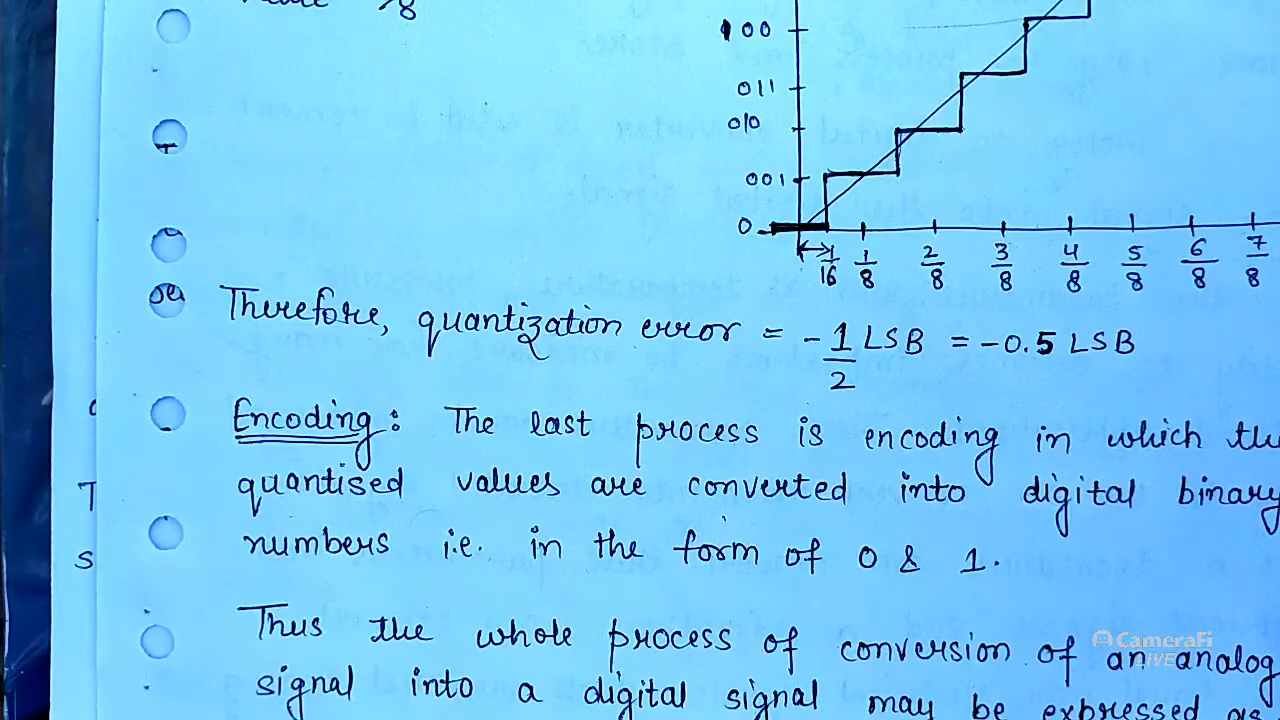 1/8
100
011
010
001
0
1/16 1/8 2/8 3/8 4/8 5/8 6/8 7/8
Therefore, quantization error = -1/2 LSB = -0.5 LSB
Encoding: The last process is encoding in which the
quantised values are converted into digital binary
numbers i.e. in the form of 0 & 1.
Thus the whole process of conversion of an analog
signal into a digital signal may be expressed as
CameraFi
LIVE